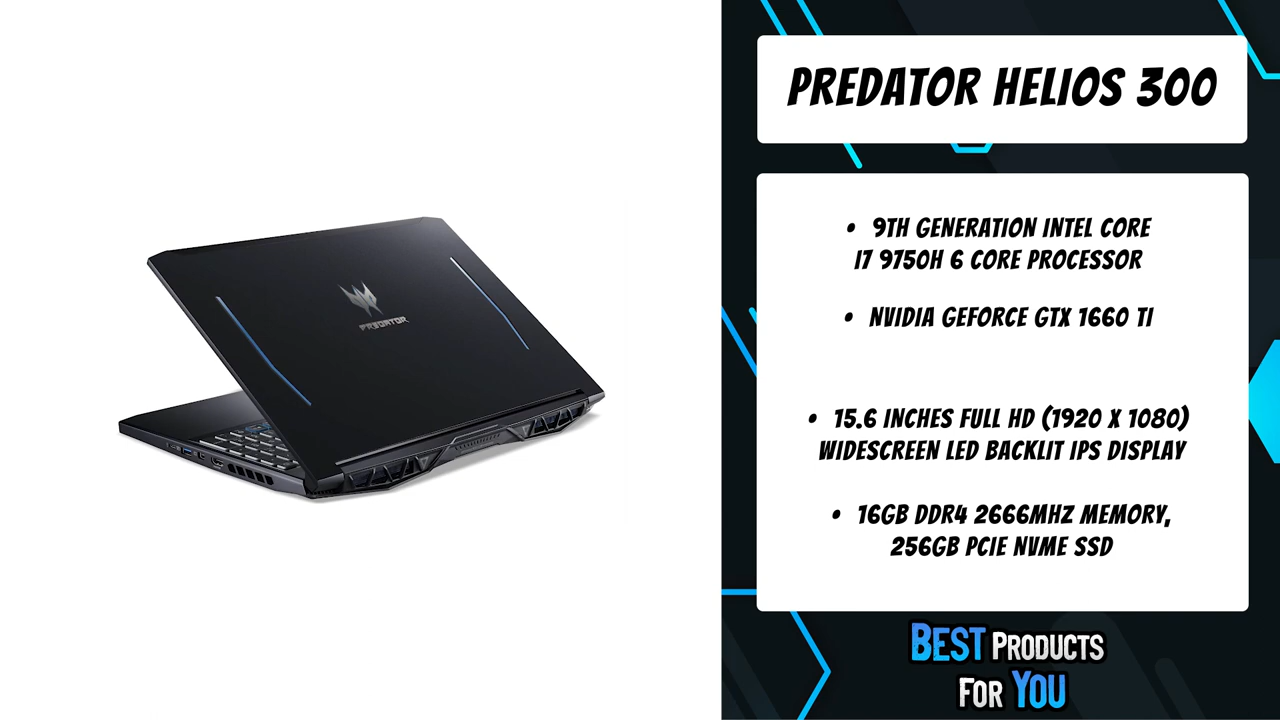 PREDATOR
PREDATOR HELIOS 300
• 9TH GENERATION INTEL CORE
I7 9750H 6 CORE PROCESSOR
• NVIDIA GEFORCE GTX 1660 TI
• 15.6 INCHES FULL HD (1920 X 1080)
WIDESCREEN LED BACKLIT IPS DISPLAY
• 16GB DDR4 2666MHZ MEMORY,
256GB PCIE NVME SSD
BEST PRODUCTS
FOR YOU